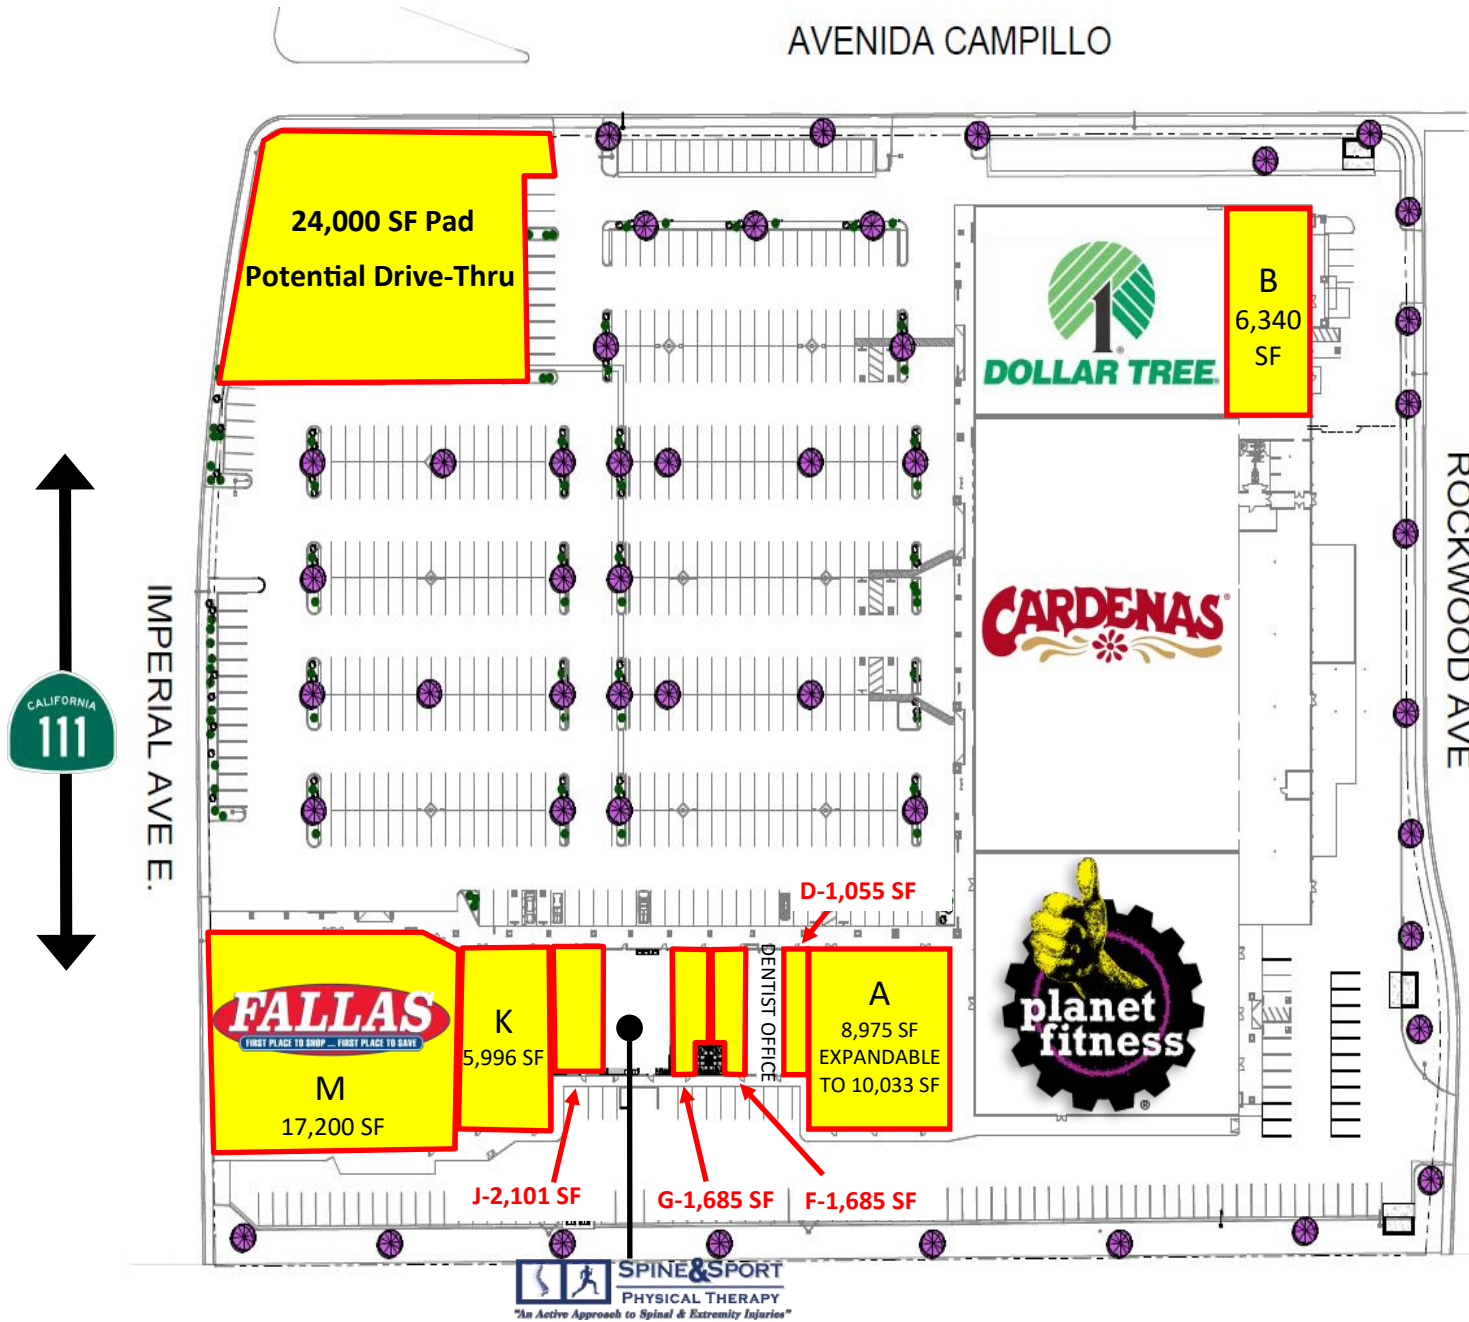 AVENIDA CAMPILLO
24,000 SF Pad
Potential Drive-Thru
DOLLAR TREE
B
6,340
SF
ROCKWOOD AVE
IMPERIAL AVE E.
CALIFORNIA
111
CARDENAS
D-1,055 SF
FALLAS
FIRST PLACE TO SHOP ... FIRST PLACE TO SAVE
M
17,200 SF
K
5,996 SF
DENTIST OFFICE
A
8,975 SF
EXPANDABLE
TO 10,033 SF
planet
fitness
J-2,101 SF
G-1,685 SF
F-1,685 SF
SPINE&SPORT
PHYSICAL THERAPY
"An Active Approach to Spinal & Extremity Injuries"